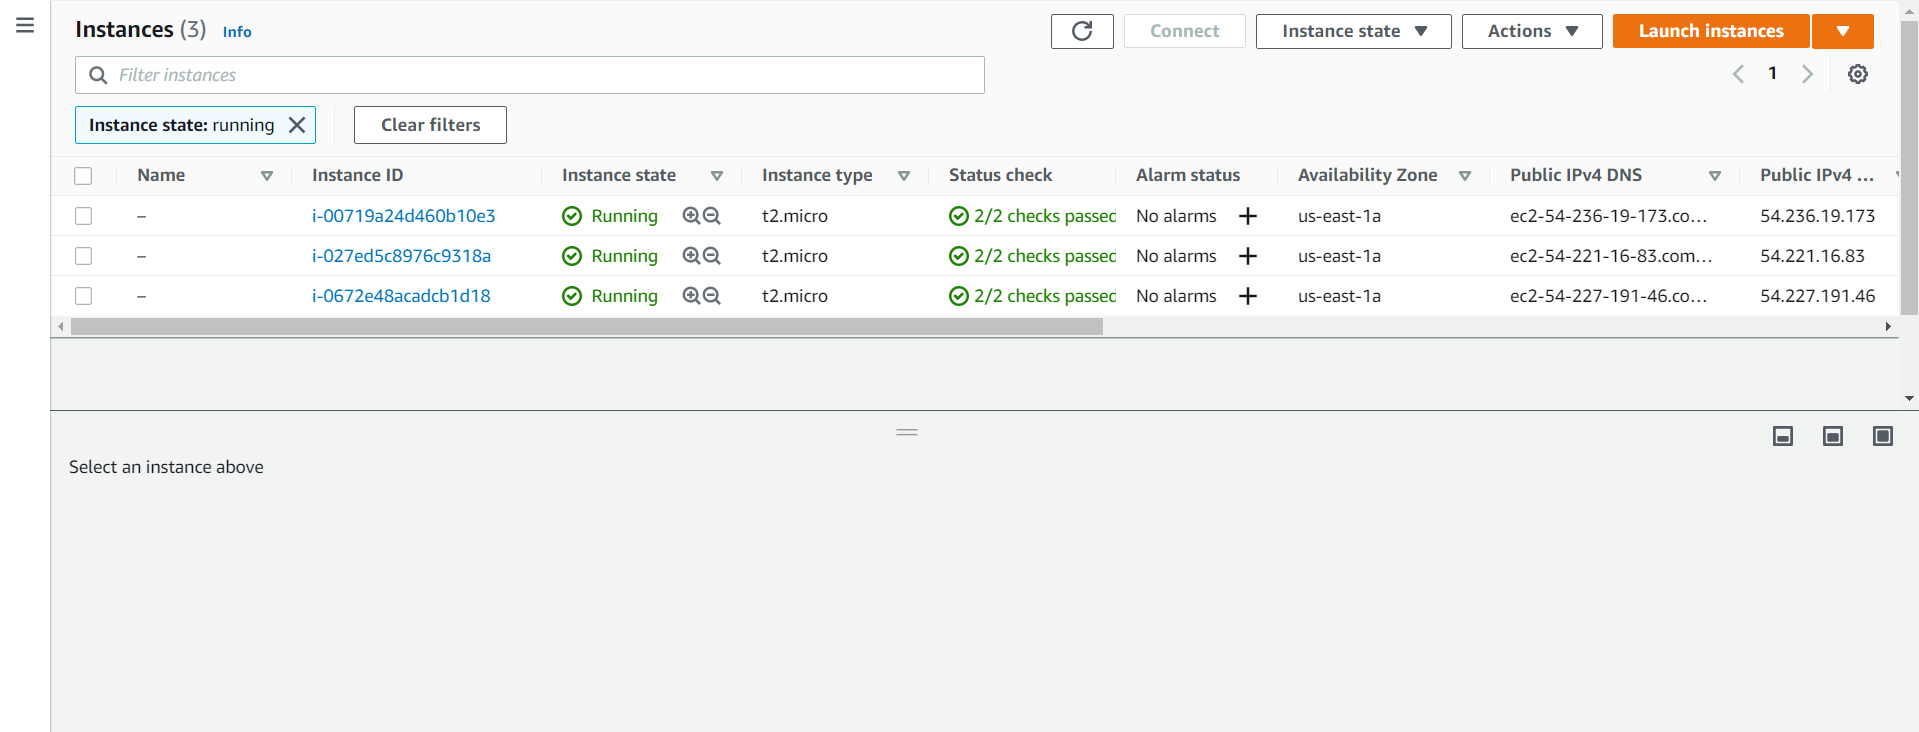 Instances (3) Info
Connect Instance state Actions Launch instances
Filter instances
1
Instance state: running Clear filters
Name Instance ID Instance state Instance type Status check Alarm status Availability Zone Public IPv4 DNS Public IPv4 ...
– i-00719a24d460b10e3 Running t2.micro 2/2 checks passed No alarms us-east-1a ec2-54-236-19-173.co... 54.236.19.173
– i-027ed5c8976c9318a Running t2.micro 2/2 checks passed No alarms us-east-1a ec2-54-221-16-83.com... 54.221.16.83
– i-0672e48acadcb1d18 Running t2.micro 2/2 checks passed No alarms us-east-1a ec2-54-227-191-46.co... 54.227.191.46
Select an instance above